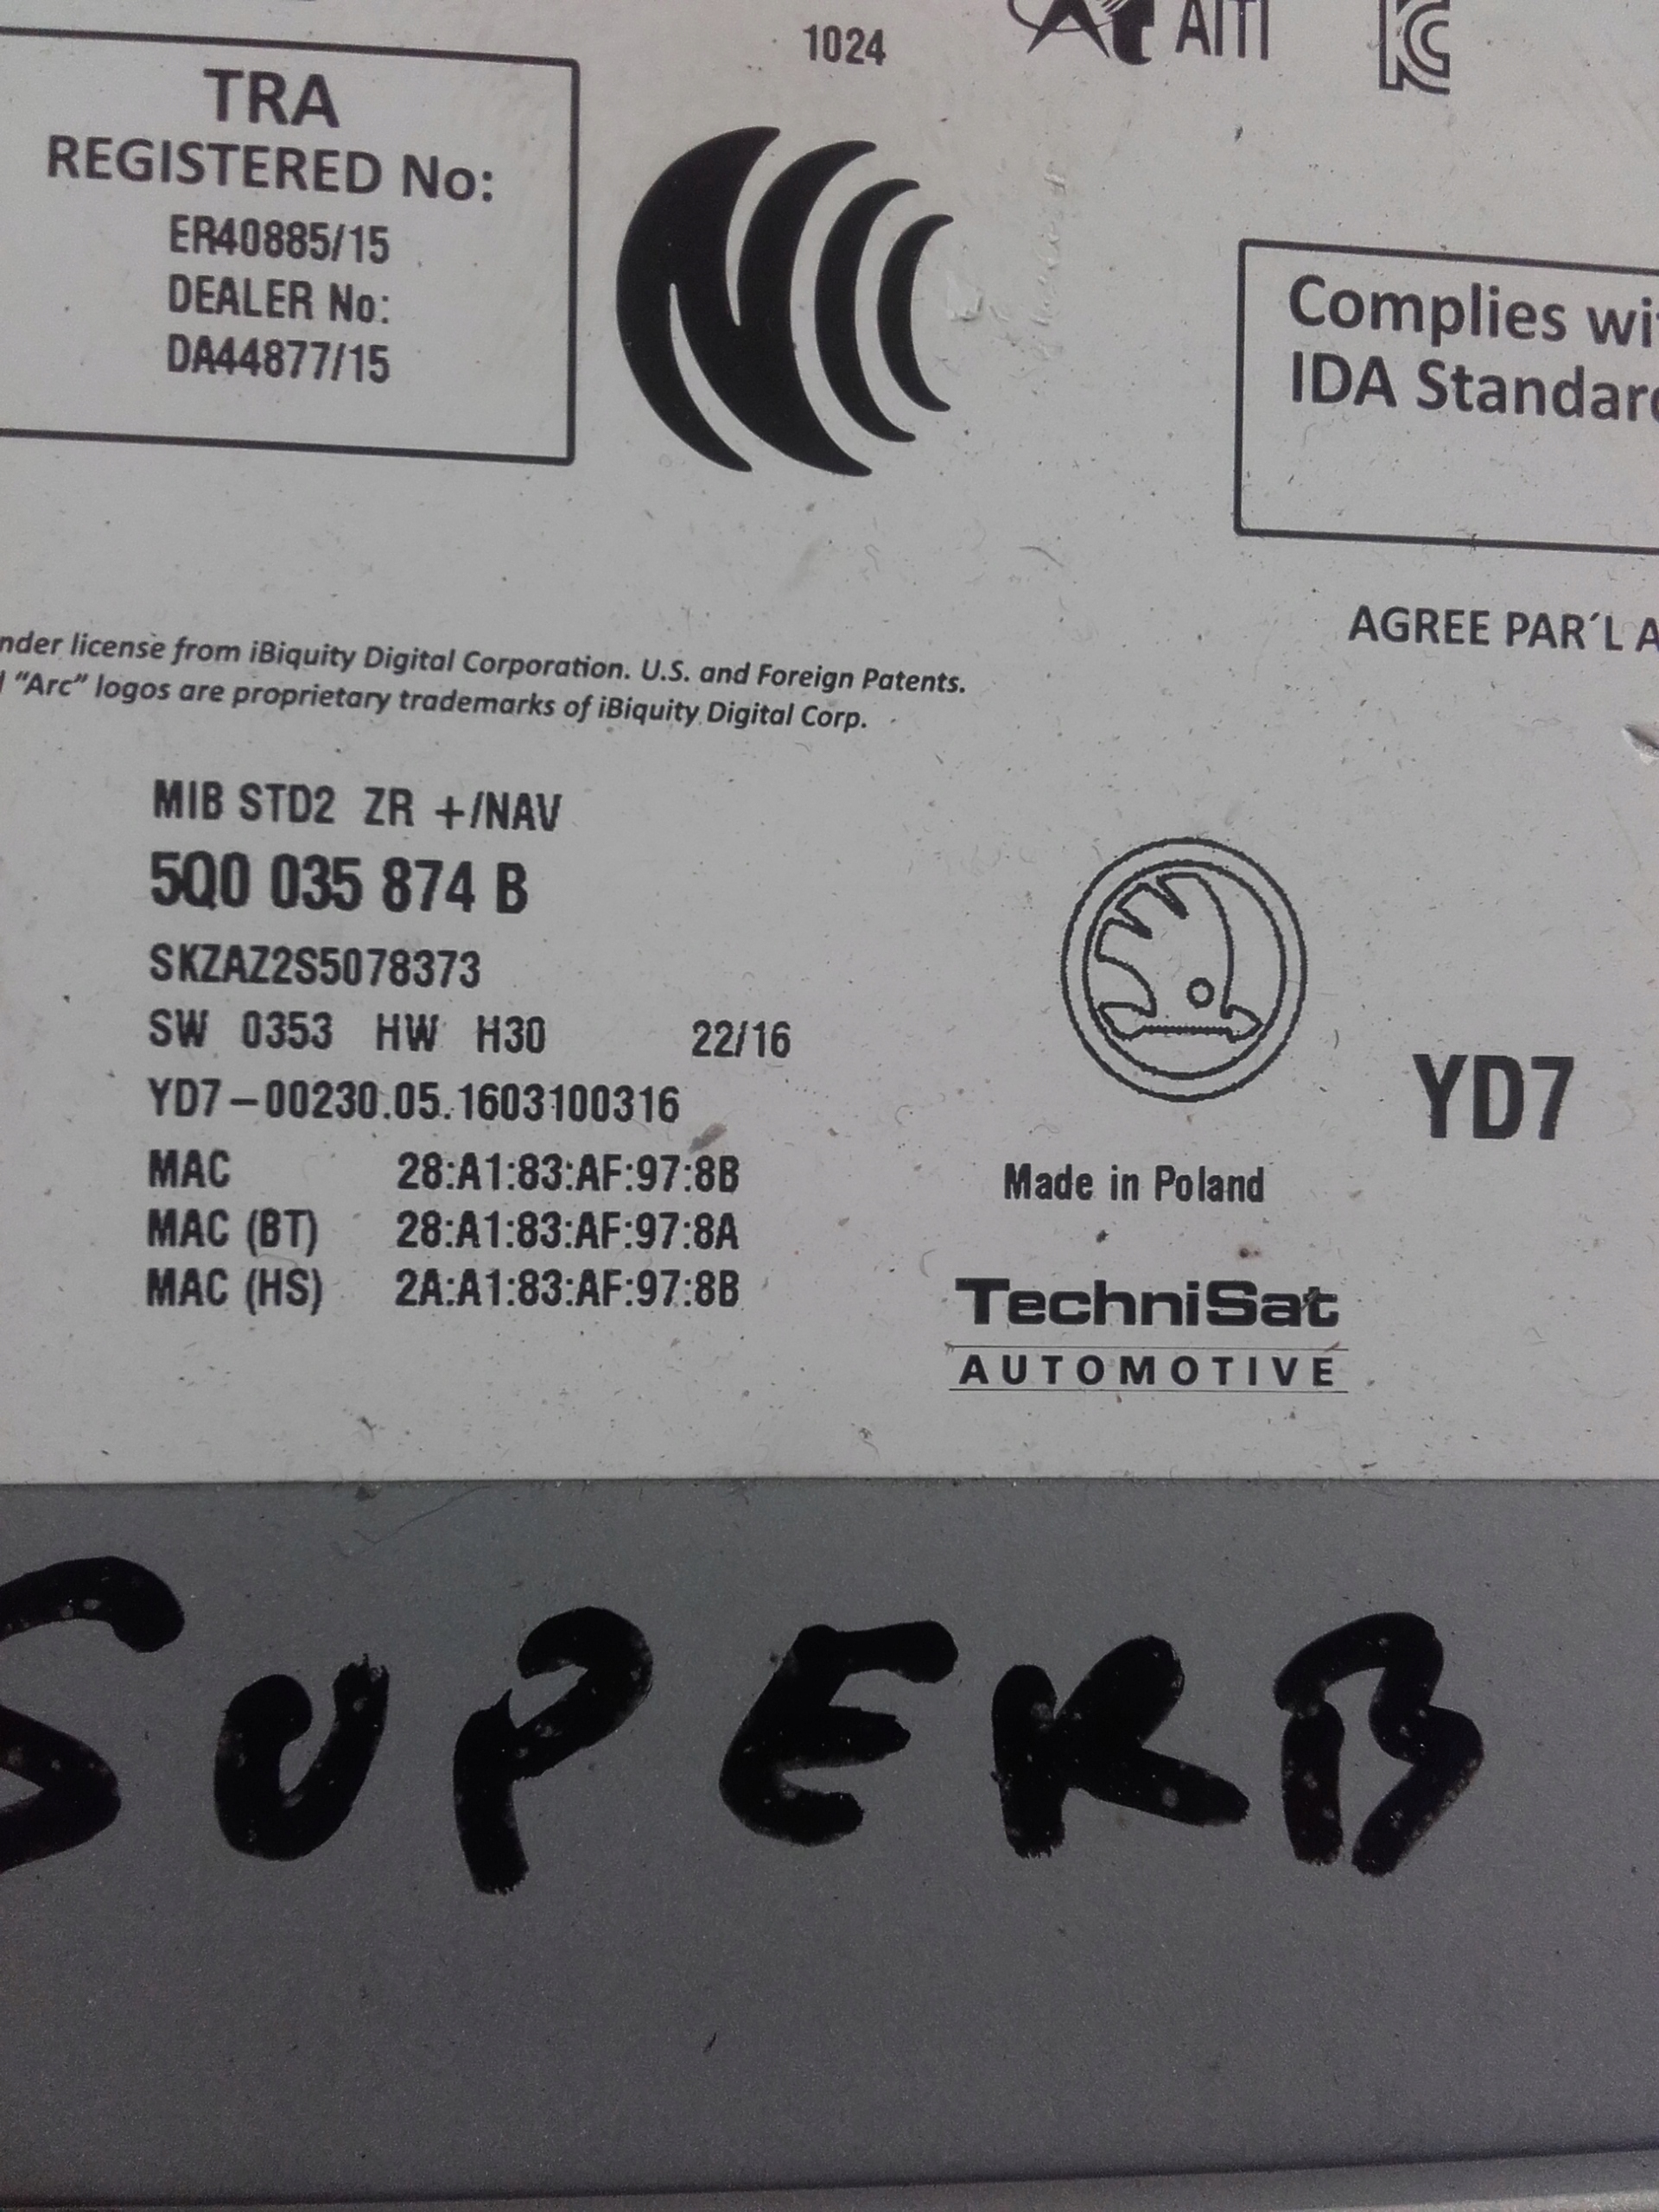 1024
AITI
TRA
REGISTERED No:
ER40885/15
DEALER No:
DA44877/15
Complies
IDA
AGREE PAR´L A
under license from iBiquity Digital Corporation. U.S. and Foreign Patents.
"Arc" logos are proprietary trademarks of iBiquity Digital Corp.
MIB STD2 ZR +/NAV
5Q0 035 874 B
SKZAZ2S5078373
SW 0353 HW H30 22/16
YD7-00230.05.1603100316
MAC 28:A1:83:AF:97:8B
MAC (BT) 28:A1:83:AF:97:8A
MAC (HS) 2A:A1:83:AF:97:8B
YD7
Made in Poland
TechniSat
AUTOMOTIVE
SUPERB